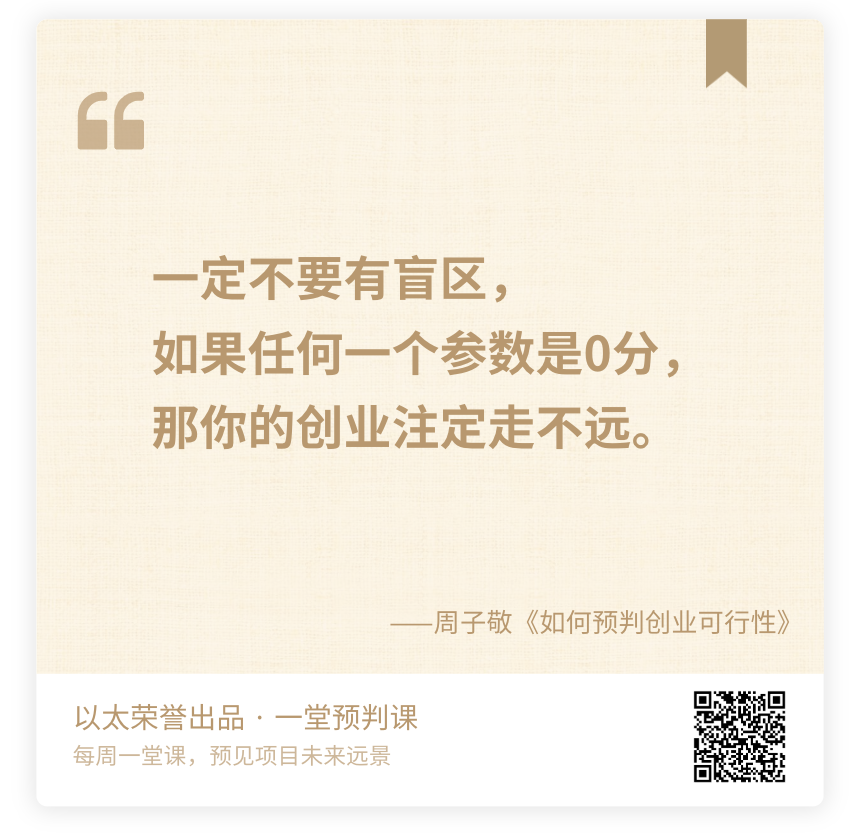 一定不要有盲区，
如果任何一个参数是0分，
那你的创业注定走不远。
——周子敬《如何预判创业可行性》
以太荣誉出品 · 一堂预判课
每周一堂课，预见项目未来远景